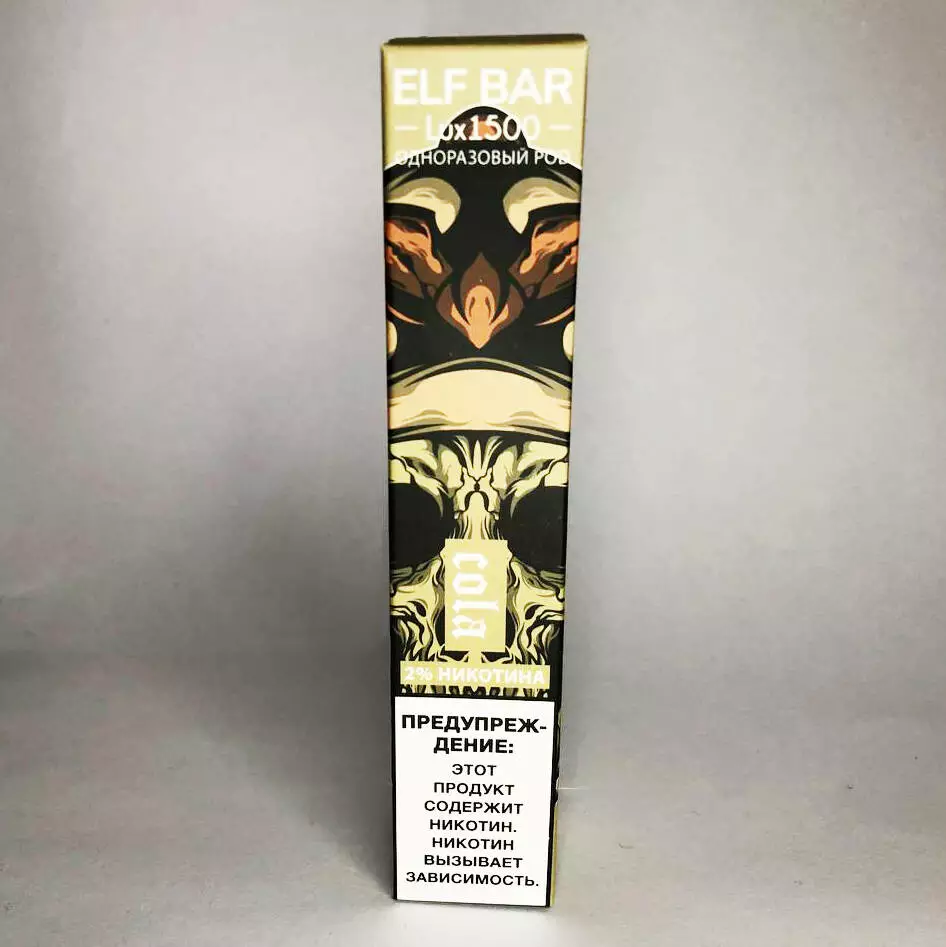 ELF BAR
Lux1500
ОДНОРАЗОВЫЙ POD
cola
2% НИКОТИНА
ПРЕДУПРЕЖ-
ДЕНИЕ:
ЭТОТ
ПРОДУКТ
СОДЕРЖИТ
НИКОТИН.
НИКОТИН
ВЫЗЫВАЕТ
ЗАВИСИМОСТЬ.